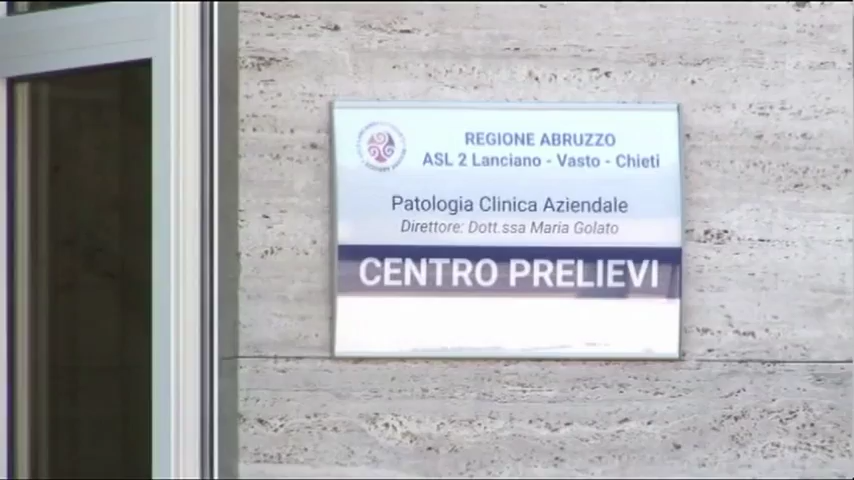 REGIONE ABRUZZO
ASL 2 Lanciano - Vasto - Chieti
Patologia Clinica Aziendale
Direttore: Dott.ssa Maria Golato
CENTRO PRELIEVI